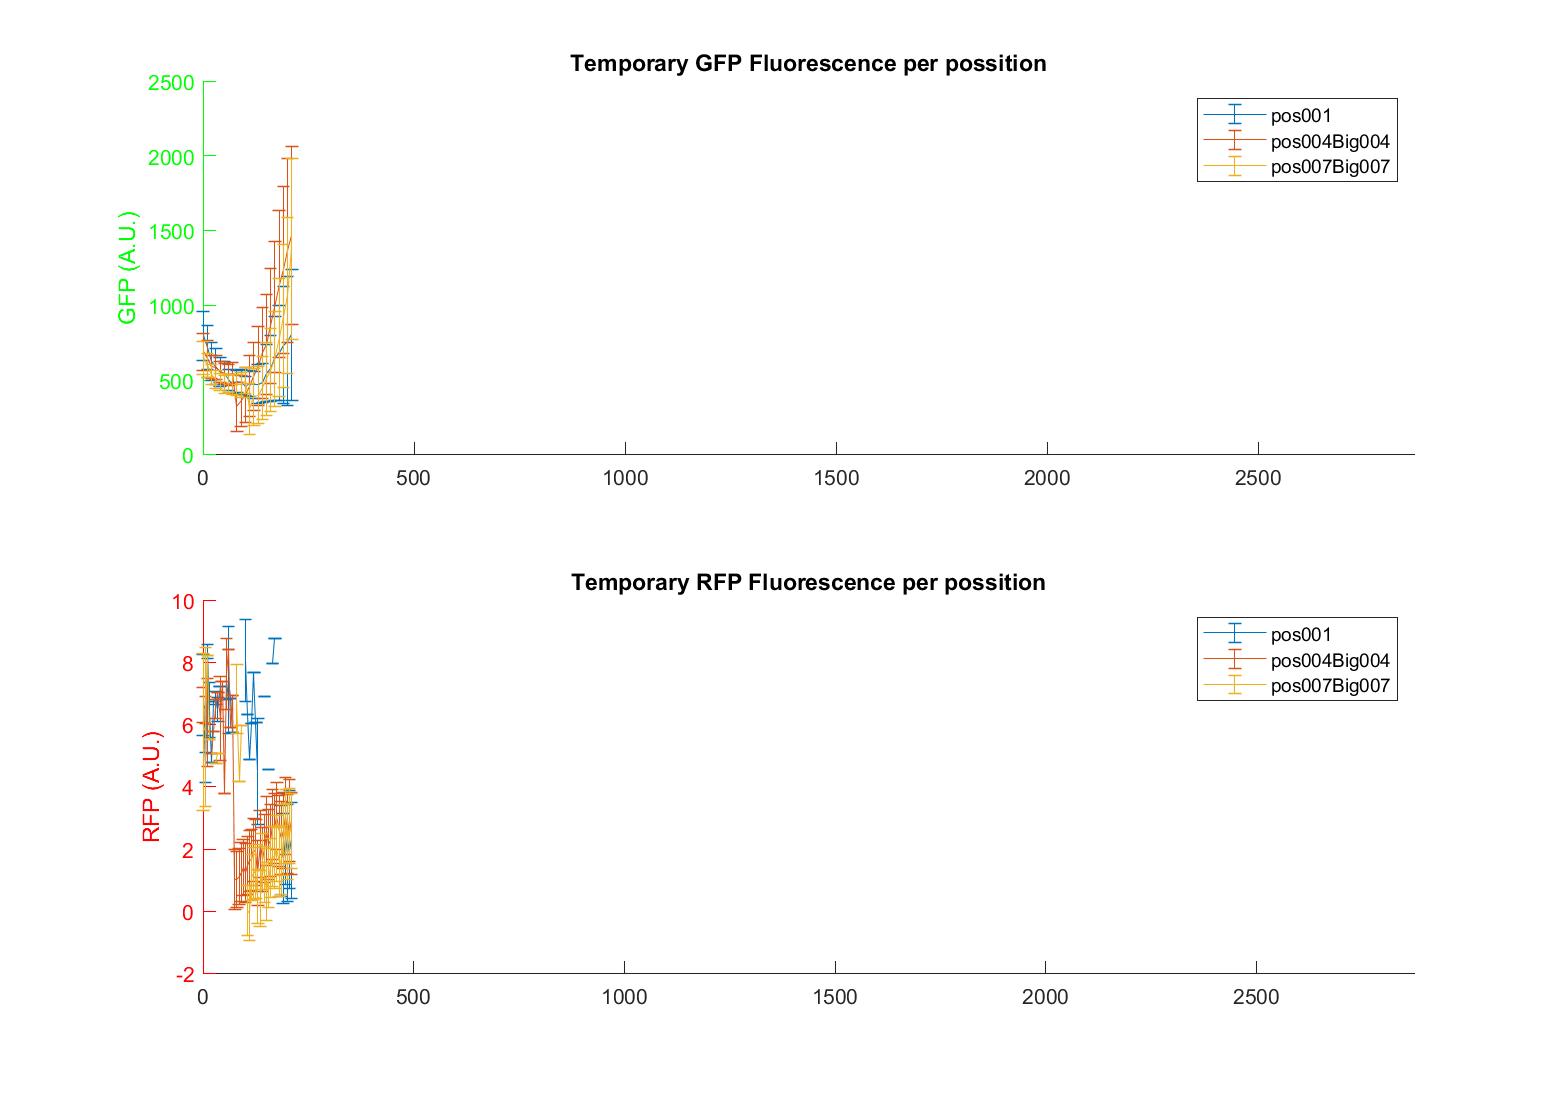 Temporary GFP Fluorescence per possition
GFP (A.U.)
2500
2000
1500
1000
500
0
pos001
pos004Big004
pos007Big007
0 500 1000 1500 2000 2500
Temporary RFP Fluorescence per possition
RFP (A.U.)
10
8
6
4
2
0
-2
pos001
pos004Big004
pos007Big007
0 500 1000 1500 2000 2500